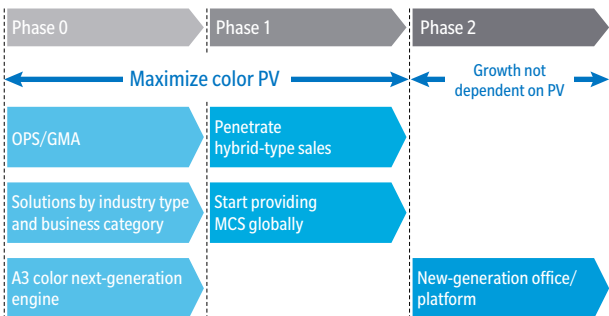 Phase 0
Phase 1
Phase 2
Maximize color PV
Growth not
dependent on PV
OPS/GMA
Penetrate
hybrid-type sales
Solutions by industry type
and business category
Start providing
MCS globally
A3 color next-generation
engine
New-generation office/
platform